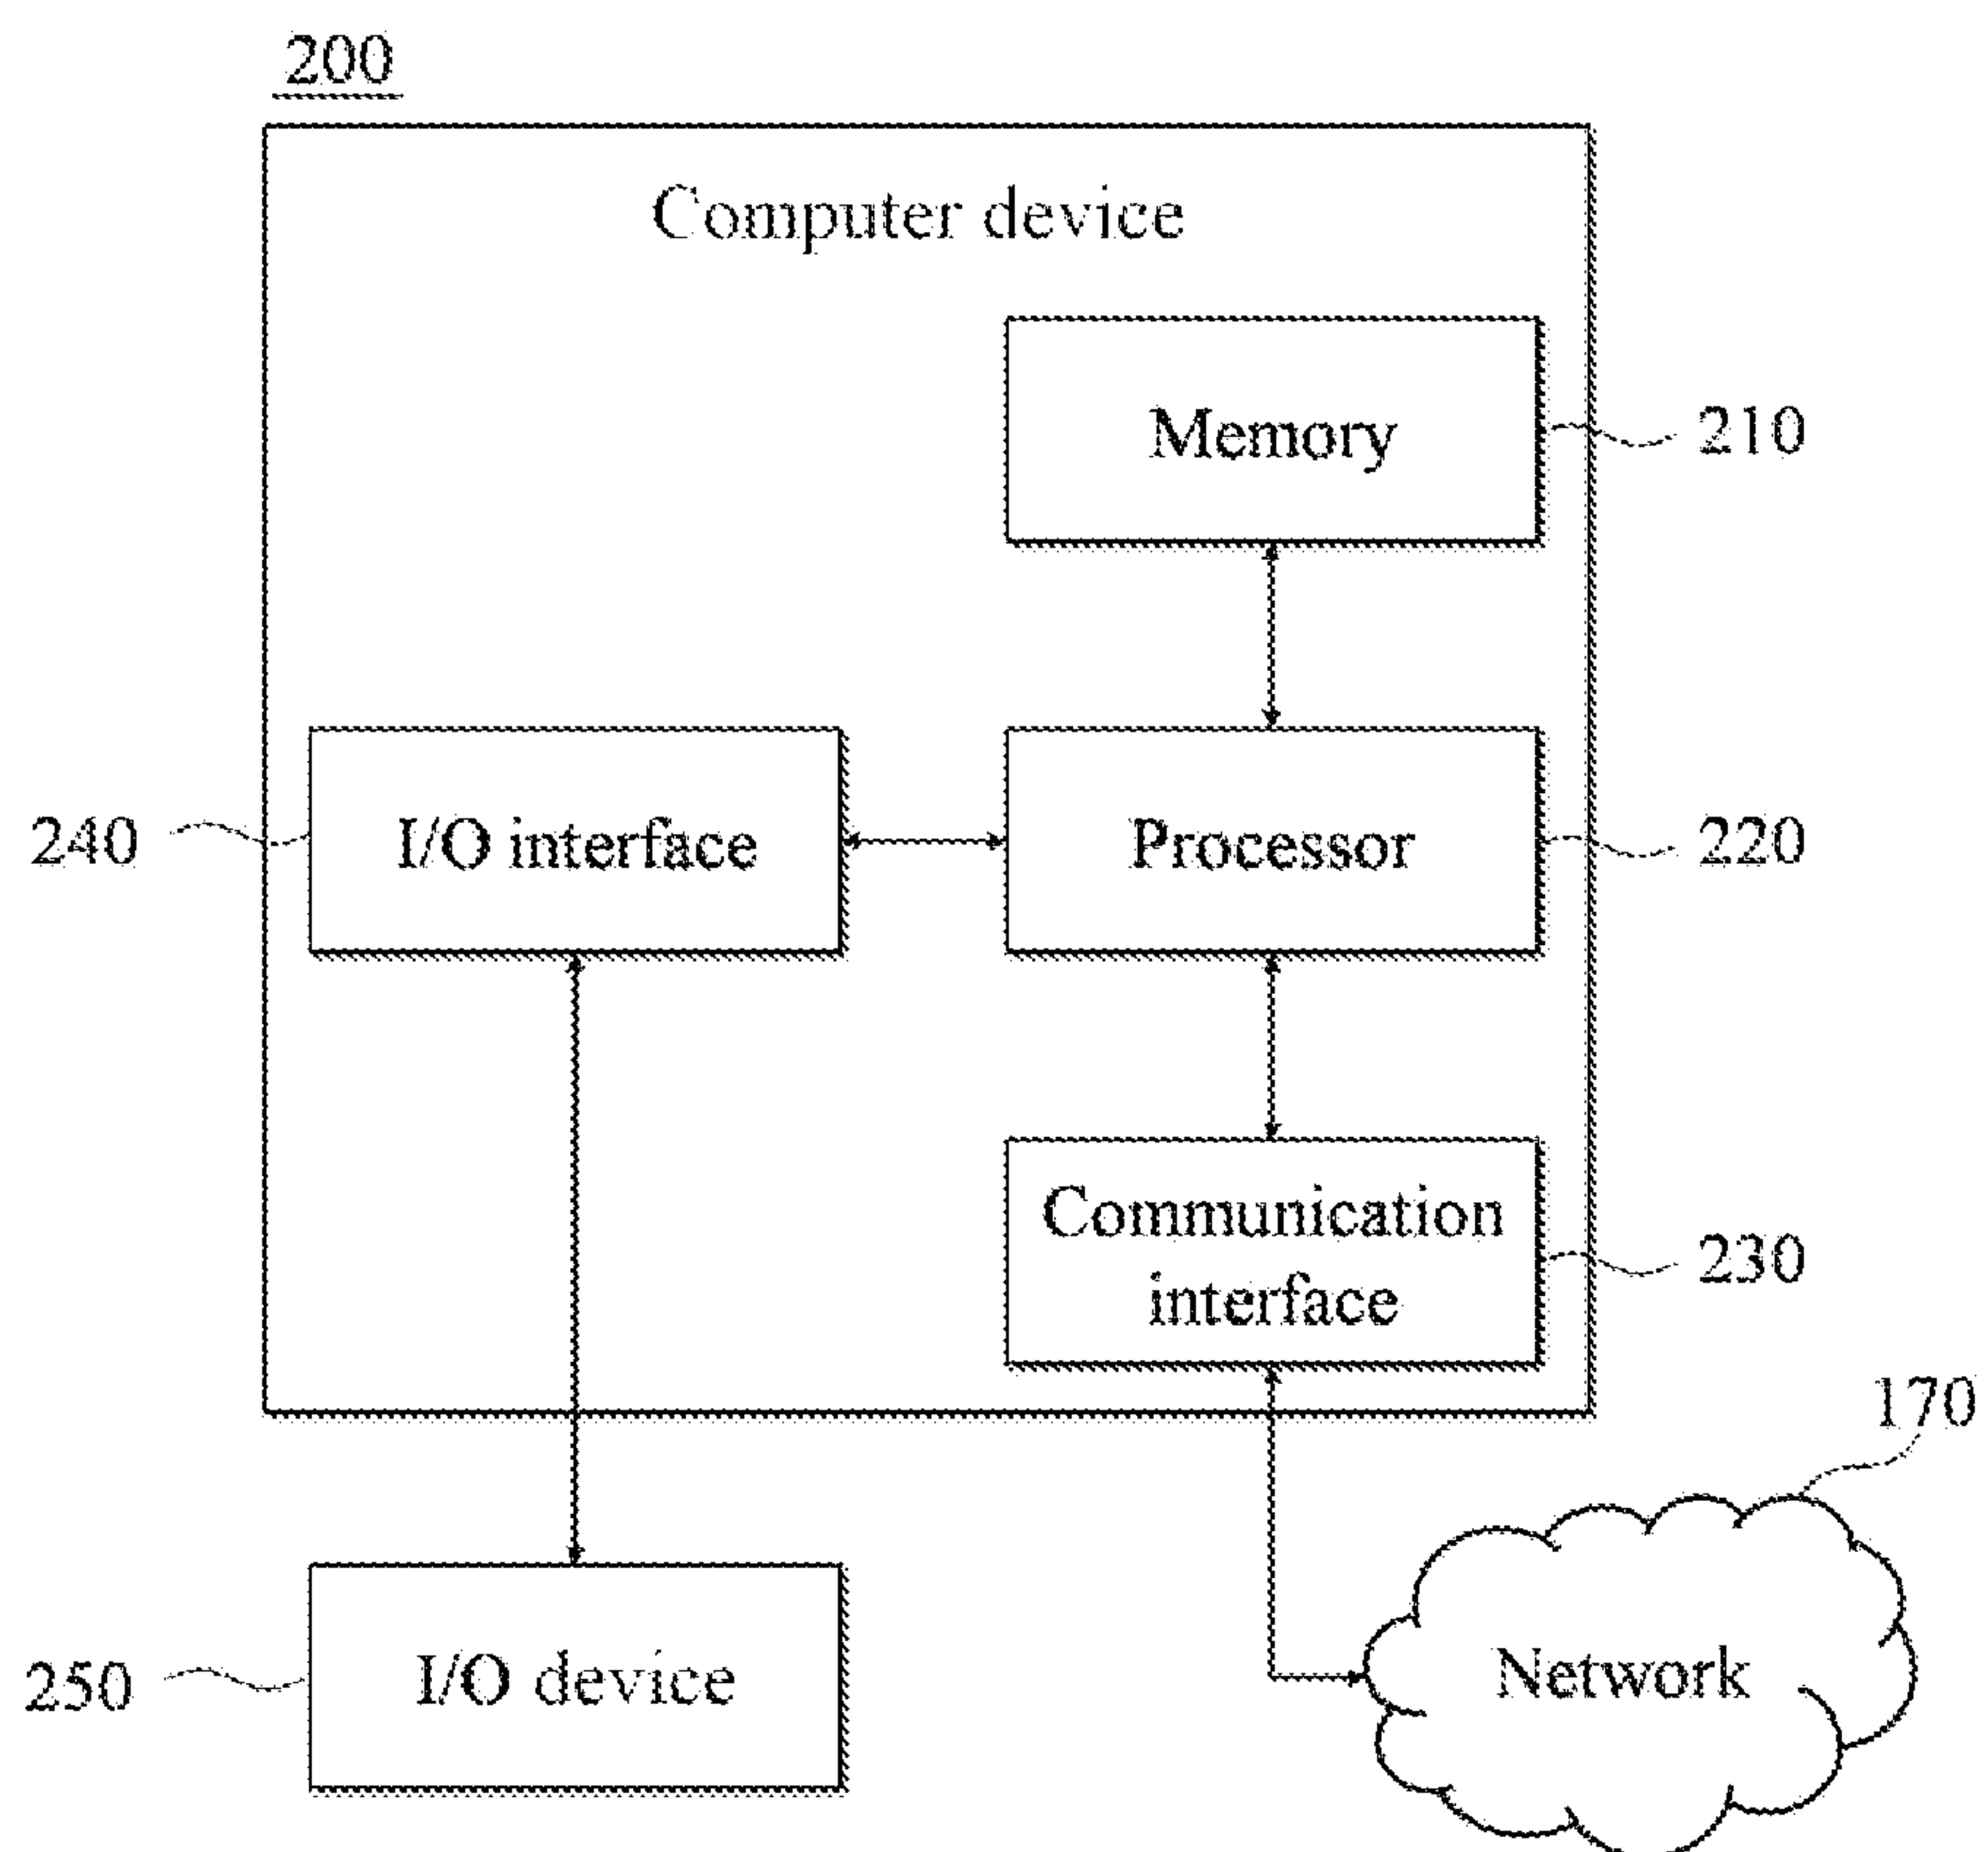 200
Computer device
Memory
210
240
I/O interface
Processor
220
Communication
interface
230
170
250
I/O device
Network